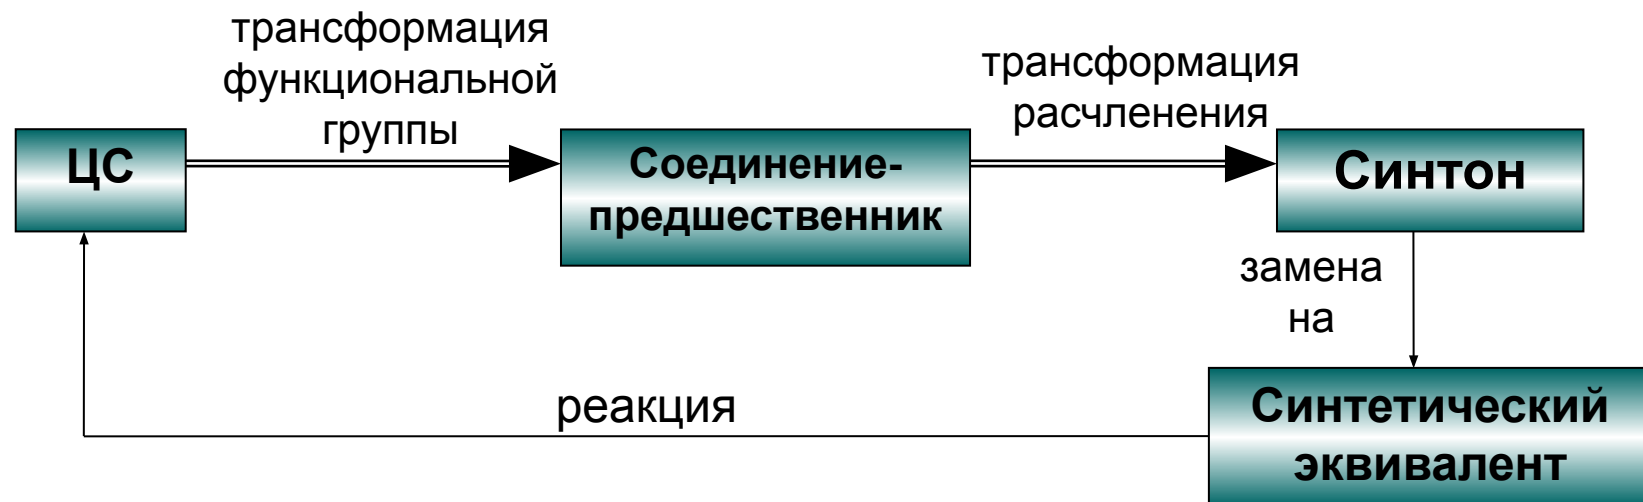 трансформация
функциональной
группы
трансформация
расчленения
ЦС
Соединение-
предшественник
Синтон
замена
на
реакция
Синтетический
эквивалент